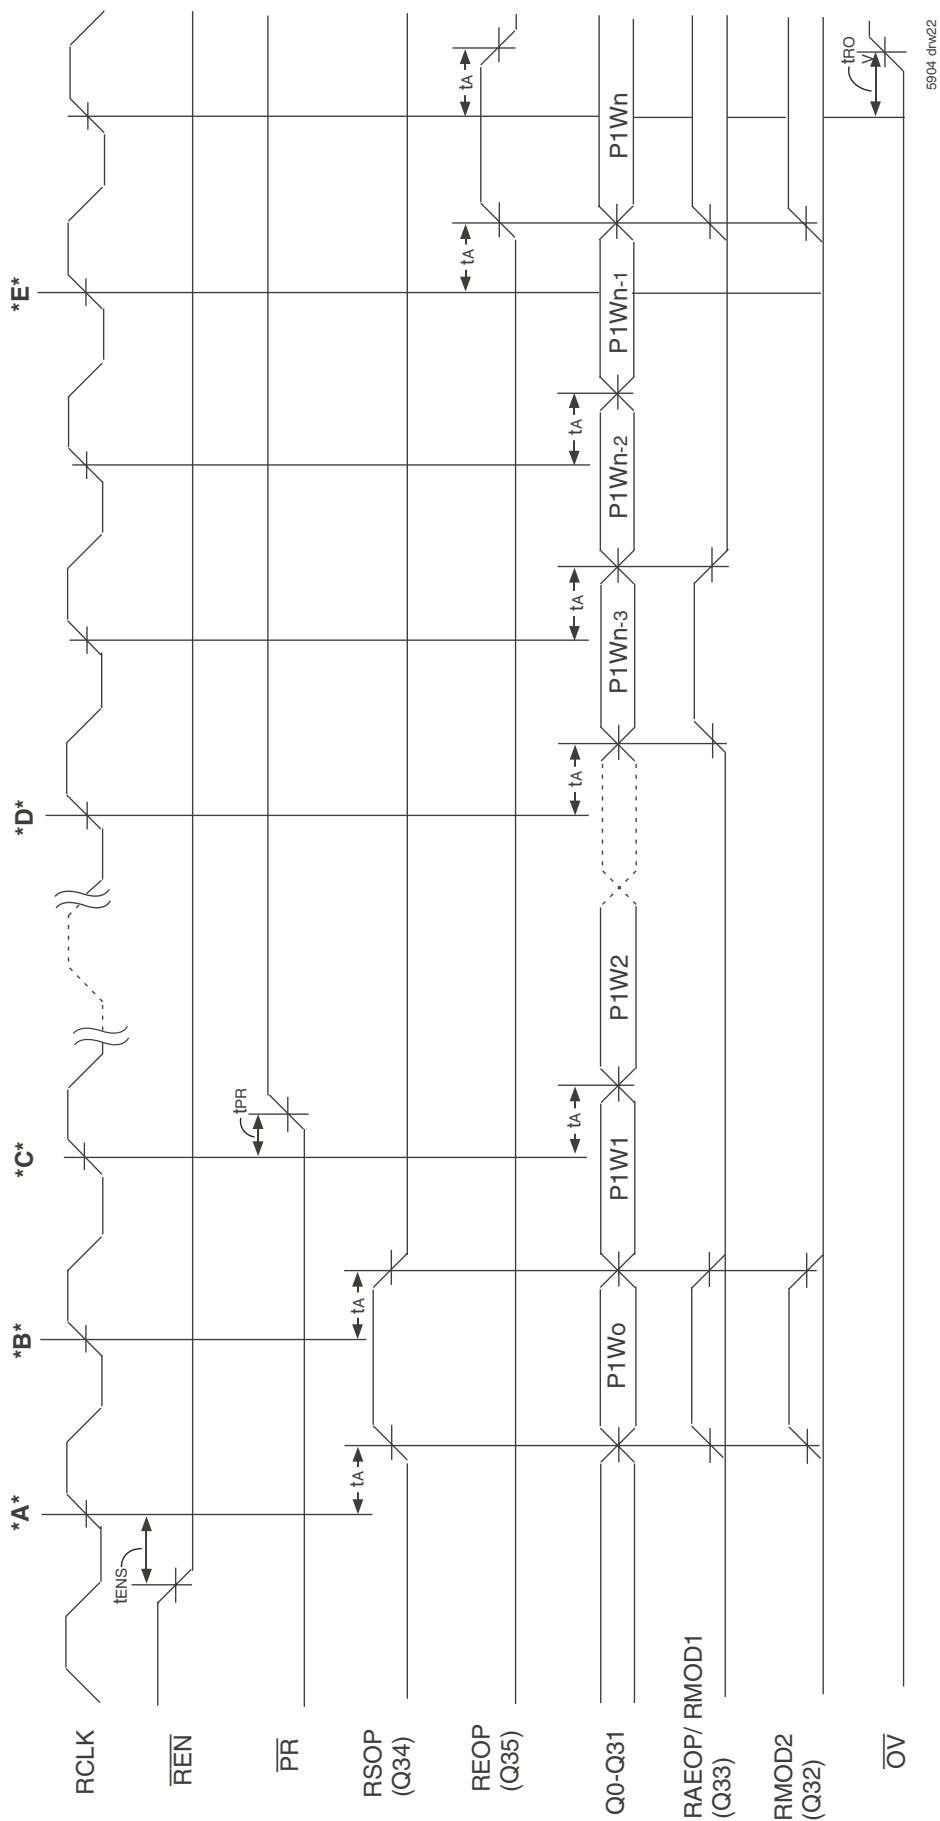 *A* *B* *C* *D* *E*
RCLK
tENS
REN
tPR
PR
tA tA
RSOP
(Q34)
tA tA
REOP
(Q35)
tA tA tA tA
Q0-Q31 P1Wo P1W1 P1W2 P1Wn-3 P1Wn-2 P1Wn-1 P1Wn
RAEOP/ RMOD1
(Q33)
RMOD2
(Q32)
tRO
V
OV
5904 drw22